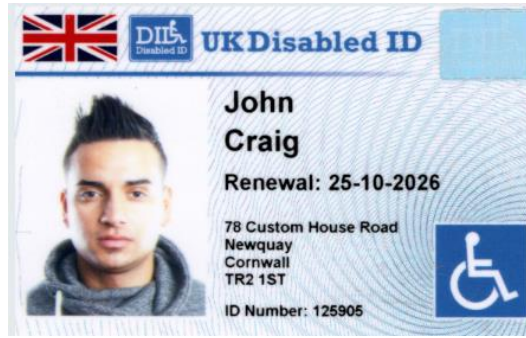 DID
Disabled ID
UK Disabled ID
John
Craig
Renewal: 25-10-2026
78 Custom House Road
Newquay
Cornwall
TR2 1ST
ID Number: 125905